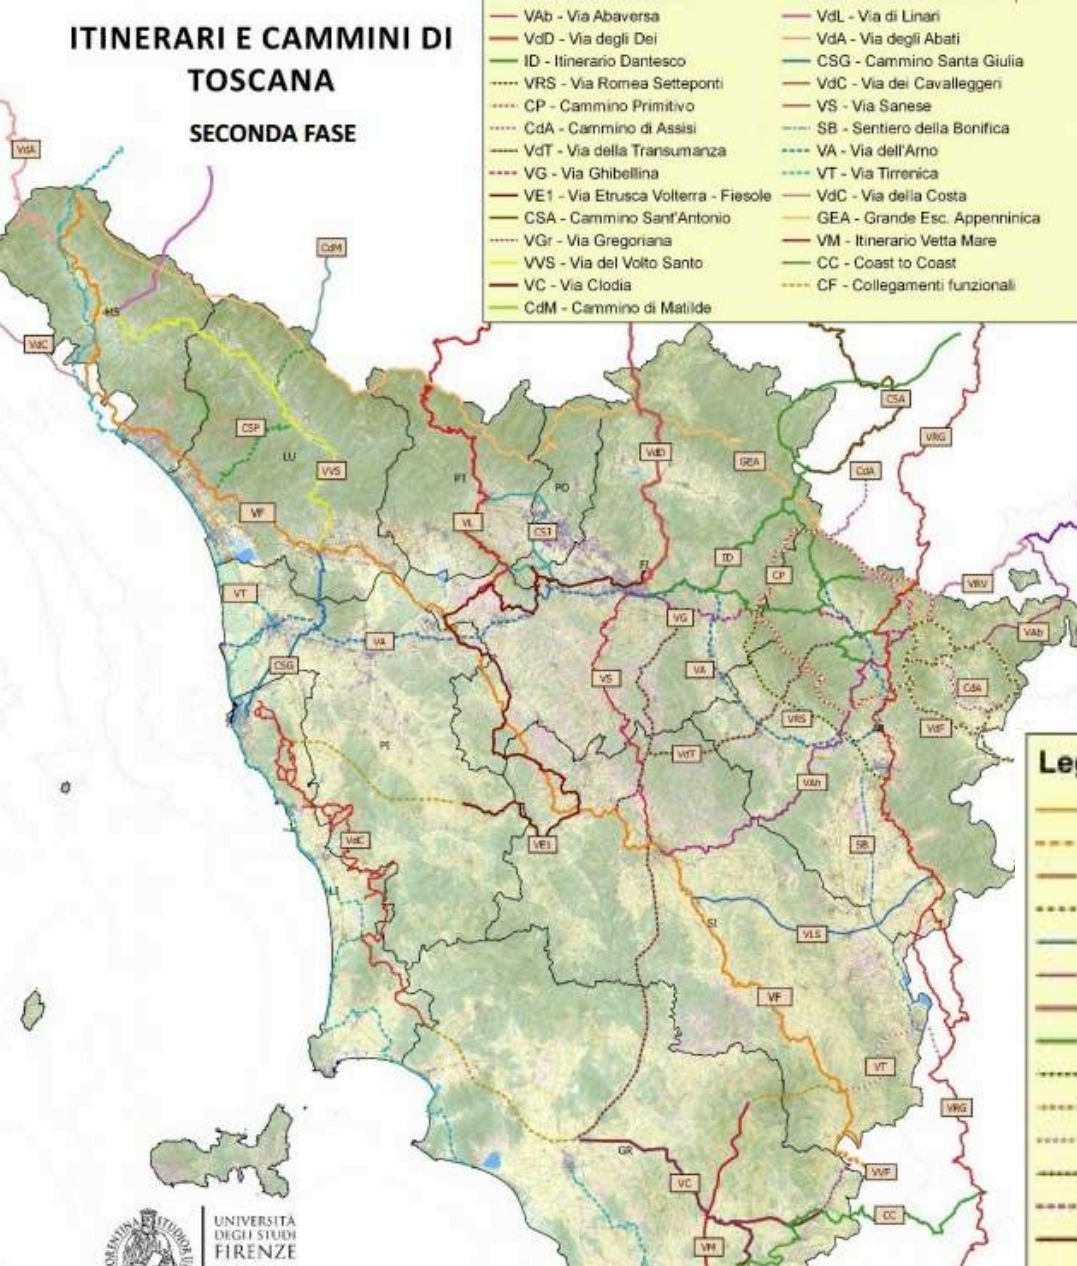 ITINERARI E CAMMINI DI
TOSCANA
SECONDA FASE
VAb - Via Abaversa
VdD - Via degli Dei
ID - Itinerario Dantesco
VRS - Via Romea Setteponti
CP - Cammino Primitivo
CdA - Cammino di Assisi
VdT - Via della Transumanza
VG - Via Ghibellina
VE1 - Via Etrusca Volterra - Fiesole
CSA - Cammino Sant'Antonio
VGr - Via Gregoriana
VVS - Via del Volto Santo
VC - Via Clodia
CdM - Cammino di Matilde
VdL - Via di Linari
VdA - Via degli Abati
CSG - Cammino Santa Giulia
VdC - Via dei Cavalleggeri
VS - Via Sanese
SB - Sentiero della Bonifica
VA - Via dell'Arno
VT - Via Tirrenica
VdC - Via della Costa
GEA - Grande Esc. Appenninica
VM - Itinerario Vetta Mare
CC - Coast to Coast
CF - Collegamenti funzionali
VdA
CdM
MS
VdC
CSA
CSP
VRG
LU
VdD
GEA
VVS
CdA
PT
PO
VF
VL
CSJ
ID
FI
CP
VRV
VT
VG
VAb
VA
CSG
VA
VS
CdA
VRS
VdF
PI
VdT
VAb
Leg
VdC
VE1
SB
LI
SI
VLS
VF
VT
VRG
GR
VVF
VC
CC
VM
UNIVERSITÀ
DEGLI STUDI
FIRENZE